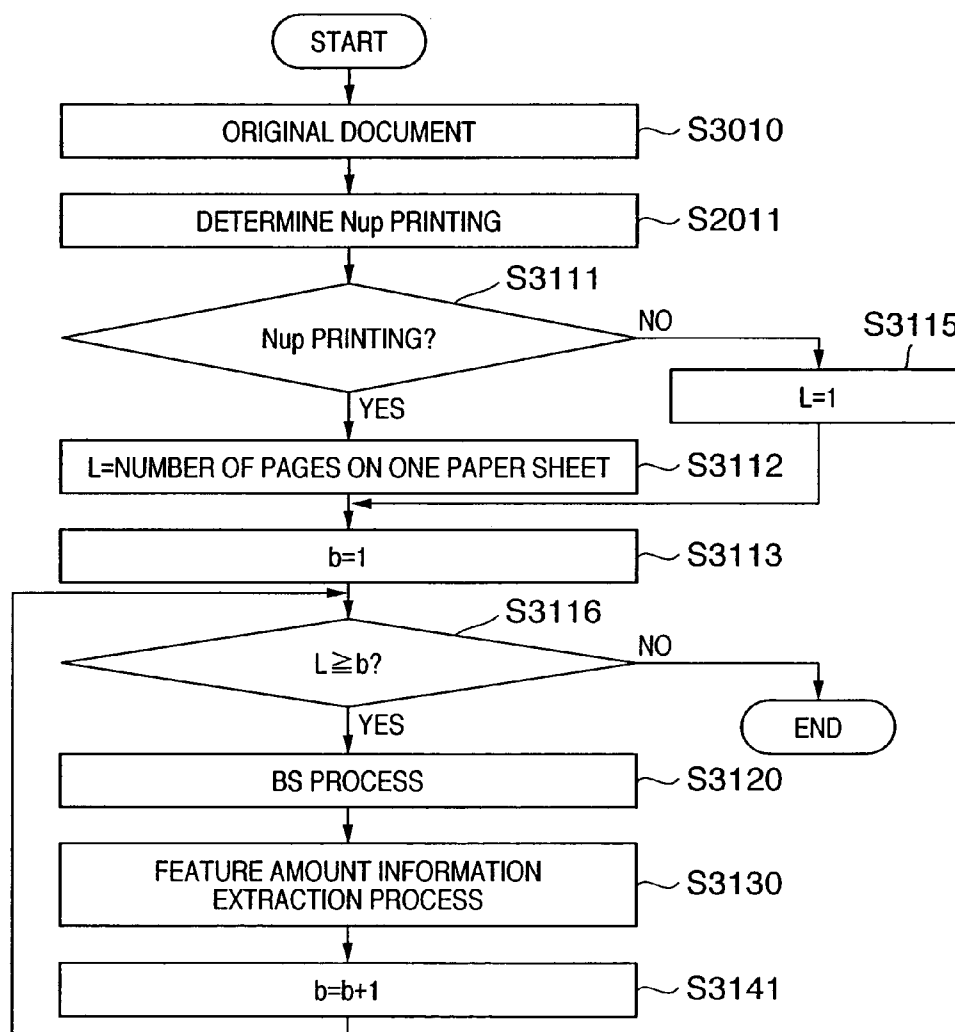 START
ORIGINAL DOCUMENT
S3010
DETERMINE Nup PRINTING
S2011
S3111
Nup PRINTING?
NO
S3115
L=1
YES
L=NUMBER OF PAGES ON ONE PAPER SHEET
S3112
b=1
S3113
S3116
L≧b?
NO
END
YES
BS PROCESS
S3120
FEATURE AMOUNT INFORMATION
EXTRACTION PROCESS
S3130
b=b+1
S3141